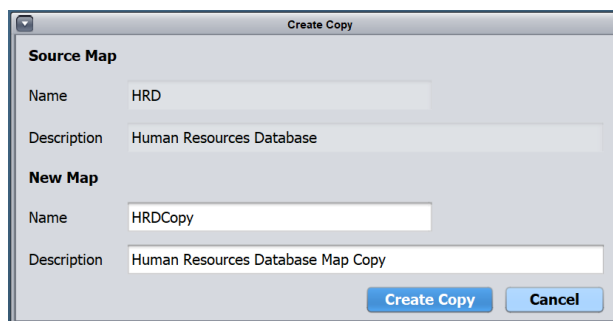 Create Copy
Source Map
Name HRD
Description Human Resources Database
New Map
Name HRDCopy
Description Human Resources Database Map Copy
Create Copy Cancel